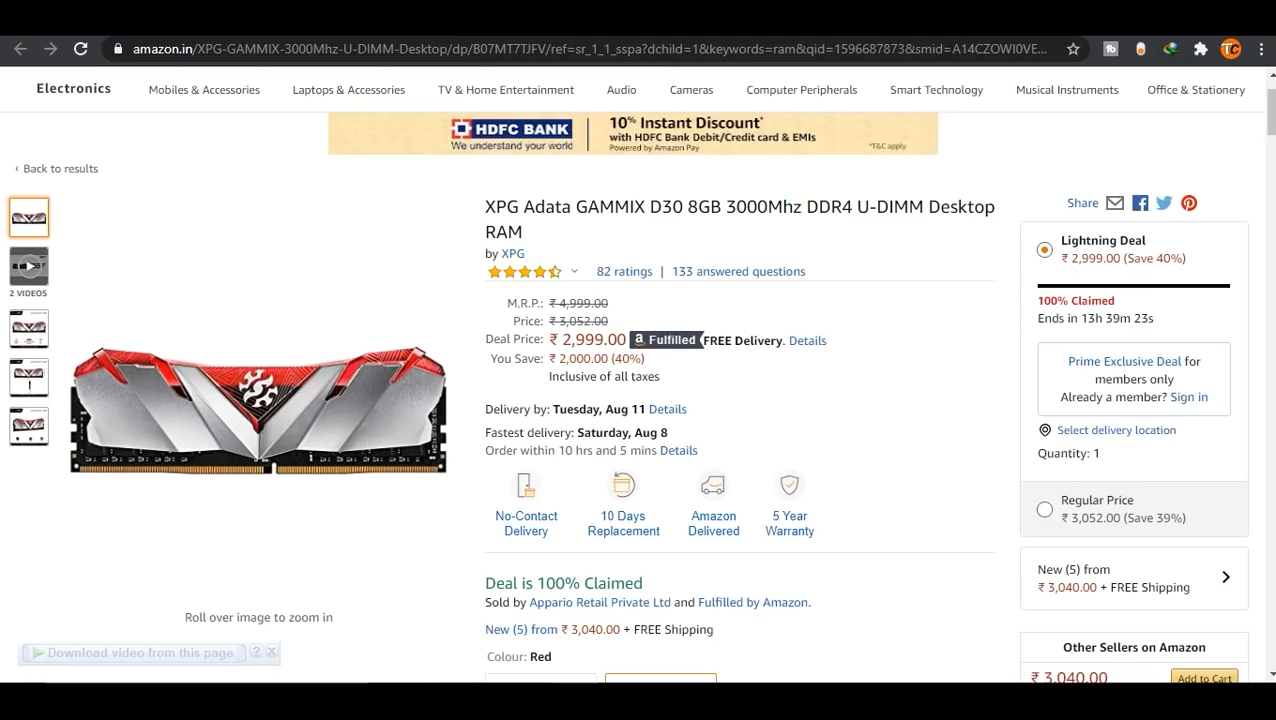 amazon.in/XPG-GAMMIX-3000Mhz-U-DIMM-Desktop/dp/B07MT7TJFV/ref=sr_1_1_sspa?dchild=1&keywords=ram&qid=1596687873&smid=A14CZOWI0VE...
Electronics
Mobiles & Accessories
Laptops & Accessories
TV & Home Entertainment
Audio
Cameras
Computer Peripherals
Smart Technology
Musical Instruments
Office & Stationery
HDFC BANK
We understand your world
10% Instant Discount*
with HDFC Bank Debit/Credit card & EMIs
Powered by Amazon Pay
*T&C apply
‹ Back to results
2 VIDEOS
Roll over image to zoom in
Download video from this page ? X
XPG Adata GAMMIX D30 8GB 3000Mhz DDR4 U-DIMM Desktop
RAM
by XPG
82 ratings | 133 answered questions
M.R.P.: ₹ 4,999.00
Price: ₹ 3,052.00
Deal Price: ₹ 2,999.00 a Fulfilled FREE Delivery. Details
You Save: ₹ 2,000.00 (40%)
Inclusive of all taxes
Delivery by: Tuesday, Aug 11 Details
Fastest delivery: Saturday, Aug 8
Order within 10 hrs and 5 mins Details
No-Contact
Delivery
10 Days
Replacement
Amazon
Delivered
5 Year
Warranty
Deal is 100% Claimed
Sold by Appario Retail Private Ltd and Fulfilled by Amazon.
New (5) from ₹ 3,040.00 + FREE Shipping
Colour: Red
Share
Lightning Deal
₹ 2,999.00 (Save 40%)
100% Claimed
Ends in 13h 39m 23s
Prime Exclusive Deal for
members only
Already a member? Sign in
Select delivery location
Quantity: 1
Regular Price
₹ 3,052.00 (Save 39%)
New (5) from
₹ 3,040.00 + FREE Shipping
Other Sellers on Amazon
₹ 3,040.00
Add to Cart